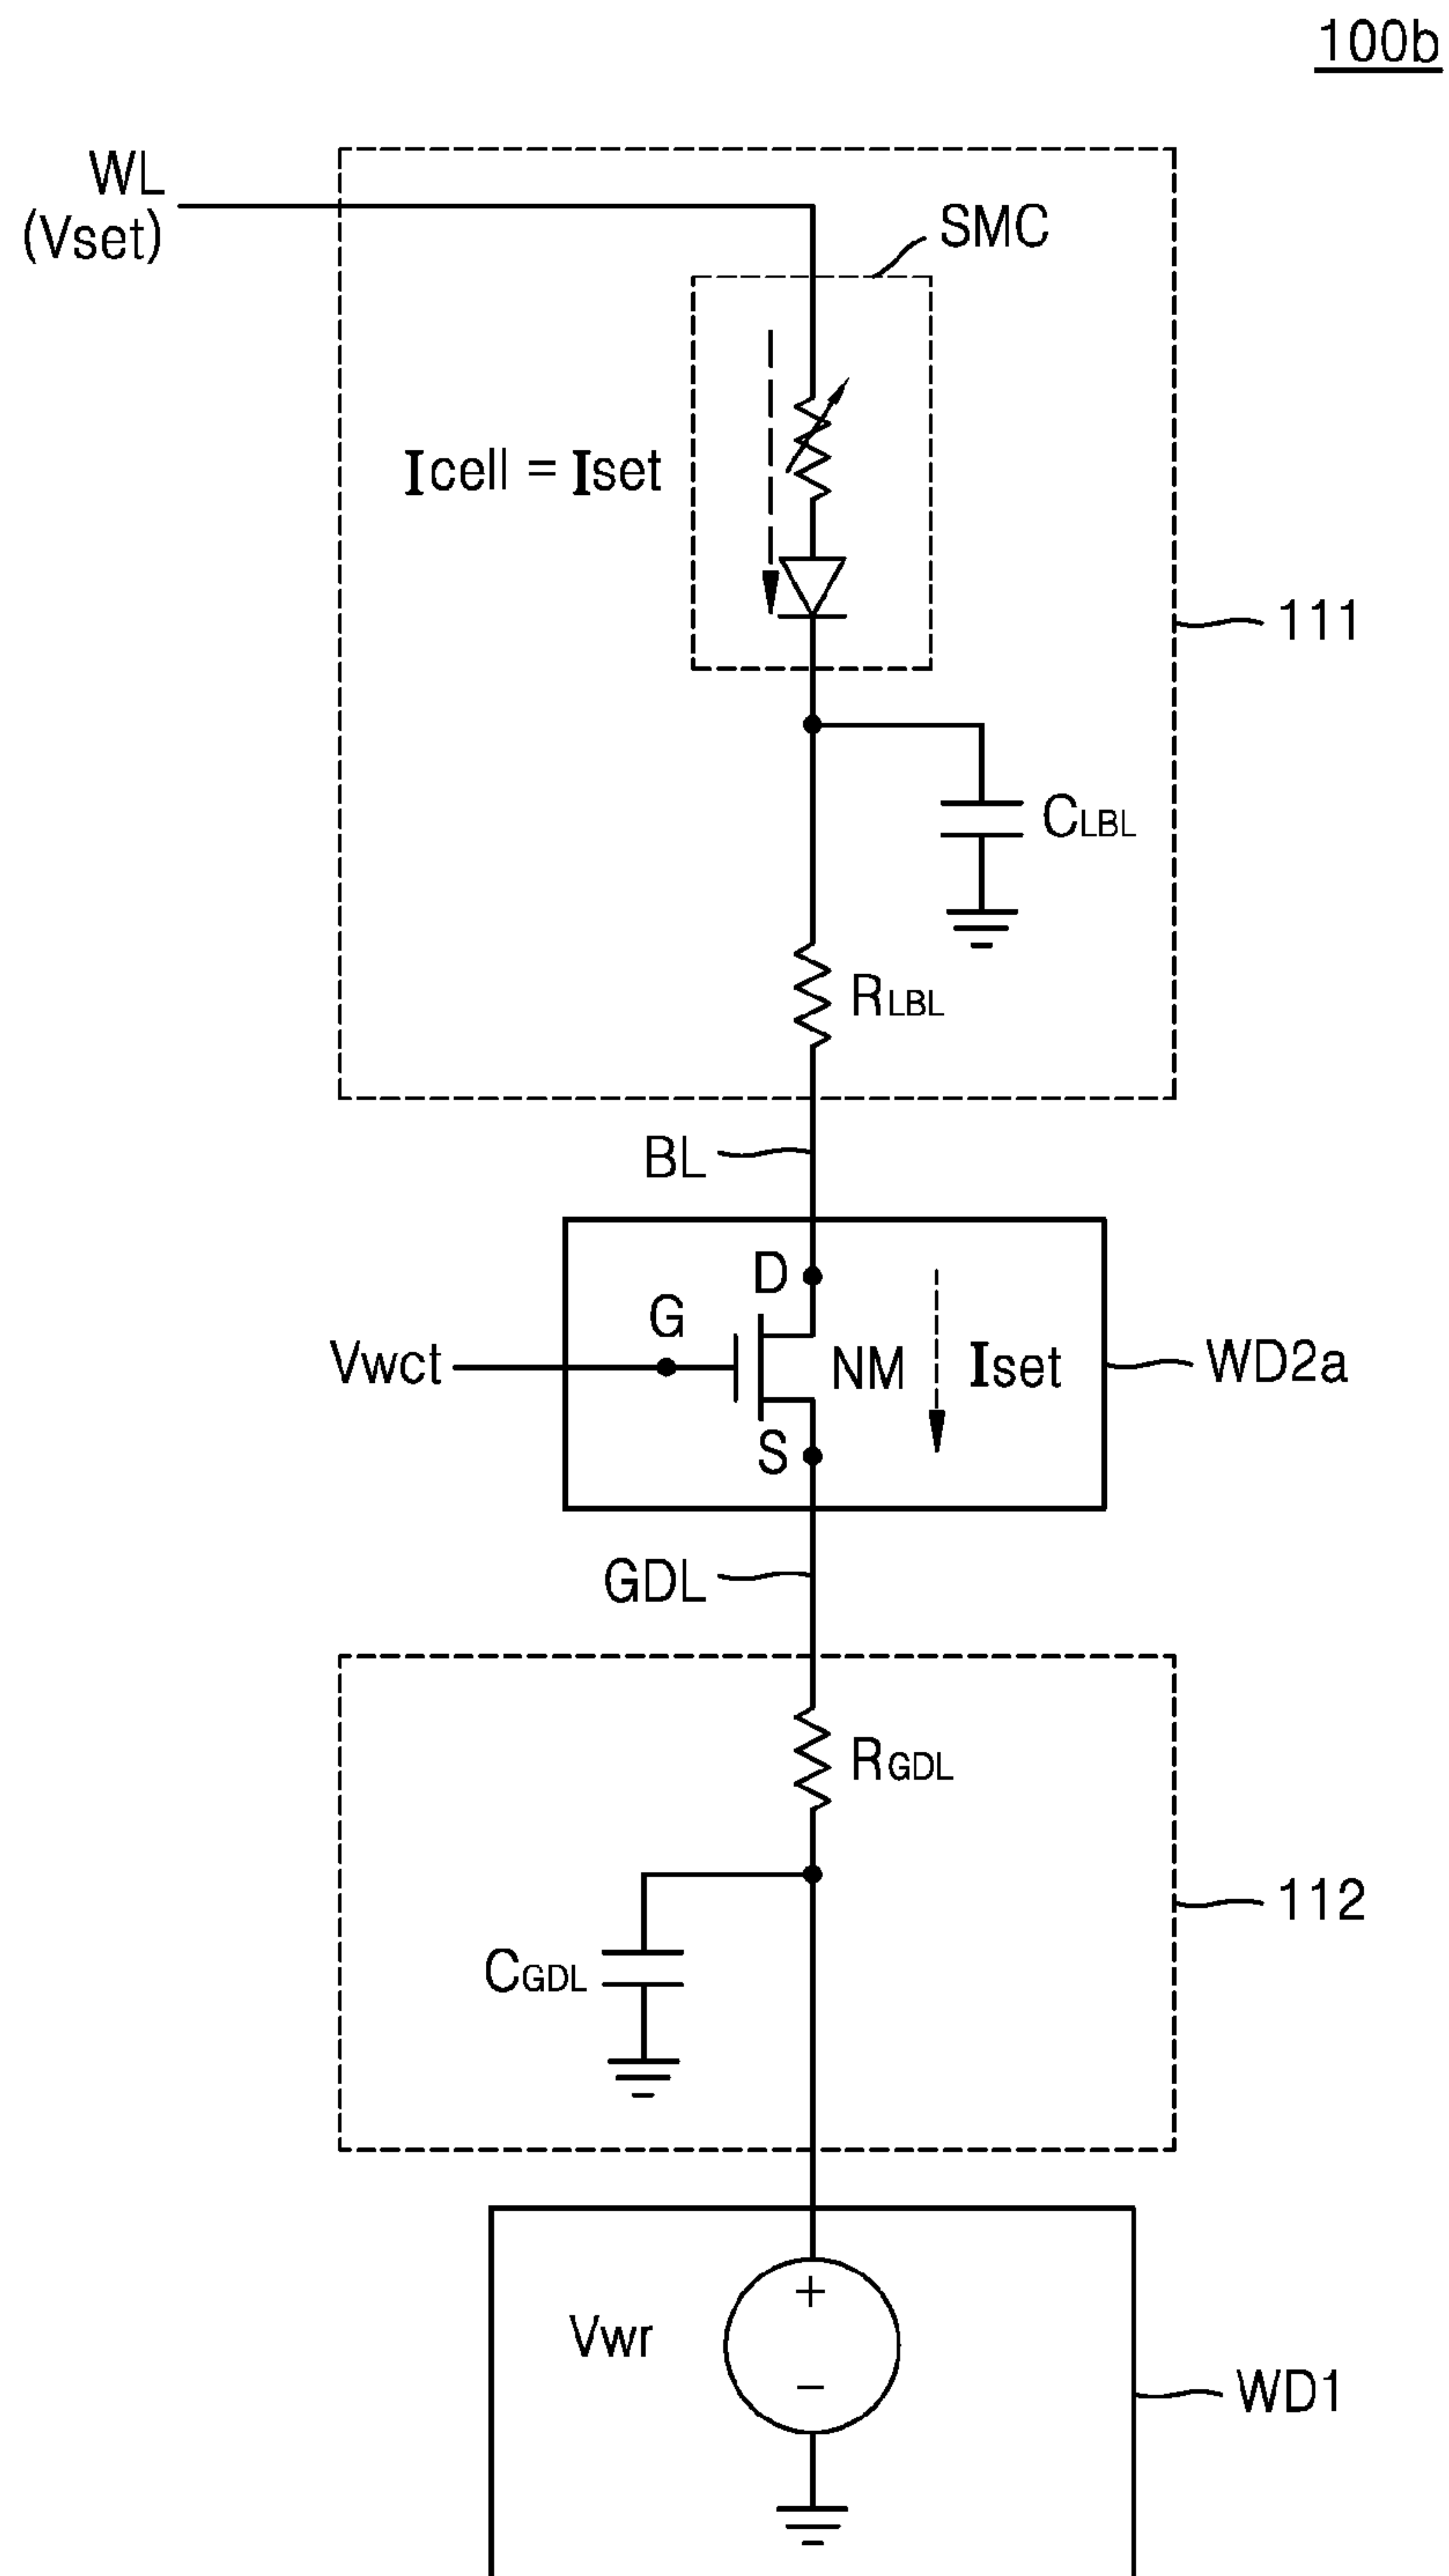 100b
WL
(Vset)
SMC
Icell = Iset
111
CLBL
RLBL
BL
D
G
Vwct
NM
Iset
WD2a
S
GDL
RGDL
112
CGDL
+
Vwr
−
WD1